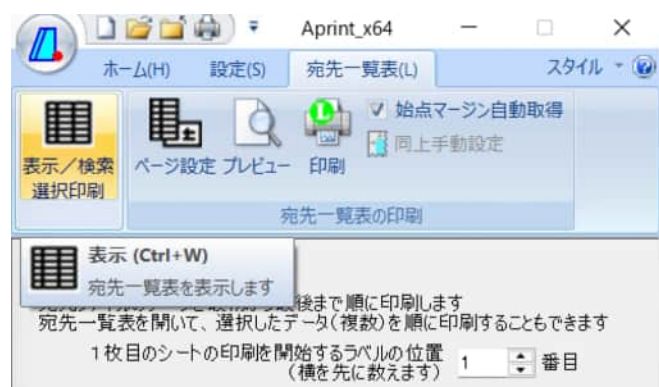 Aprint_x64
ホーム(H) 設定(S) 宛先一覧表(L) スタイル
表示／検索
選択印刷
ページ設定 プレビュー 印刷
始点マージン自動取得
同上手動設定
宛先一覧表の印刷
表示 (Ctrl+W)
宛先一覧表を表示します
最後まで順に印刷します
宛先一覧表を開いて、選択したデータ(複数)を順に印刷することもできます
1枚目のシートの印刷を開始するラベルの位置
(横を先に数えます)
1 番目